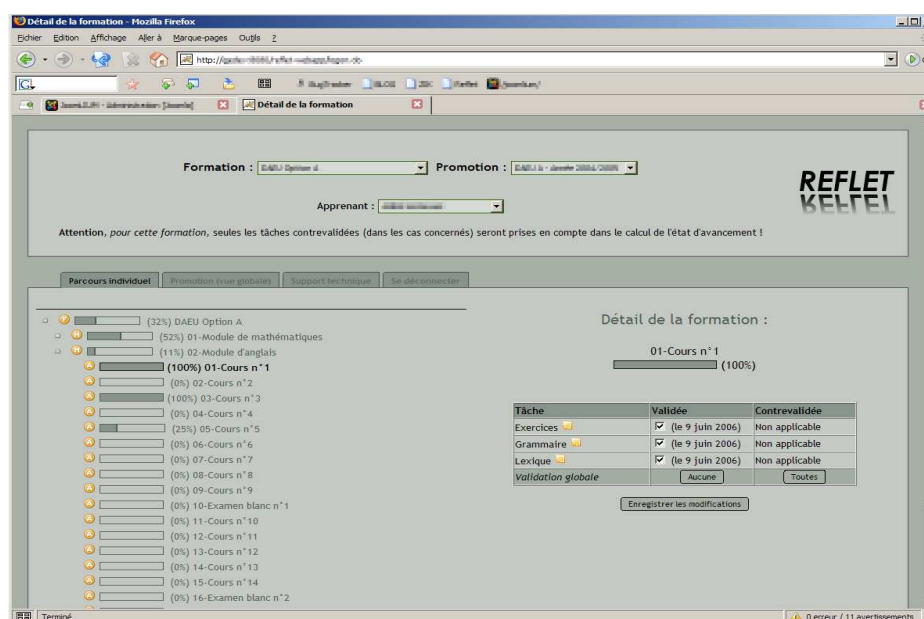 Détail de la formation - Mozilla Firefox
Fichier Edition Affichage Aller à Marque-pages Outils ?
http://
G
Détail de la formation
Formation : DAEU Option A Promotion :
Apprenant :
REFLET
Attention, pour cette formation, seules les tâches contrevalidées (dans les cas concernés) seront prises en compte dans le calcul de l'état d'avancement !
Parcours individuel Promotion (vue globale) Support technique Se déconnecter
(32%) DAEU Option A
(52%) 01-Module de mathématiques
(11%) 02-Module d'anglais
(100%) 01-Cours n°1
(0%) 02-Cours n°2
(100%) 03-Cours n°3
(0%) 04-Cours n°4
(25%) 05-Cours n°5
(0%) 06-Cours n°6
(0%) 07-Cours n°7
(0%) 08-Cours n°8
(0%) 09-Cours n°9
(0%) 10-Examen blanc n°1
(0%) 11-Cours n°10
(0%) 12-Cours n°11
(0%) 13-Cours n°12
(0%) 14-Cours n°13
(0%) 15-Cours n°14
(0%) 16-Examen blanc n°2
Détail de la formation :
01-Cours n°1
(100%)
Tâche Validée Contrevalidée
Exercices (le 9 juin 2006) Non applicable
Grammaire (le 9 juin 2006) Non applicable
Lexique (le 9 juin 2006) Non applicable
Validation globale Aucune Toutes
Enregistrer les modifications
Terminé
0 erreur / 11 avertissements